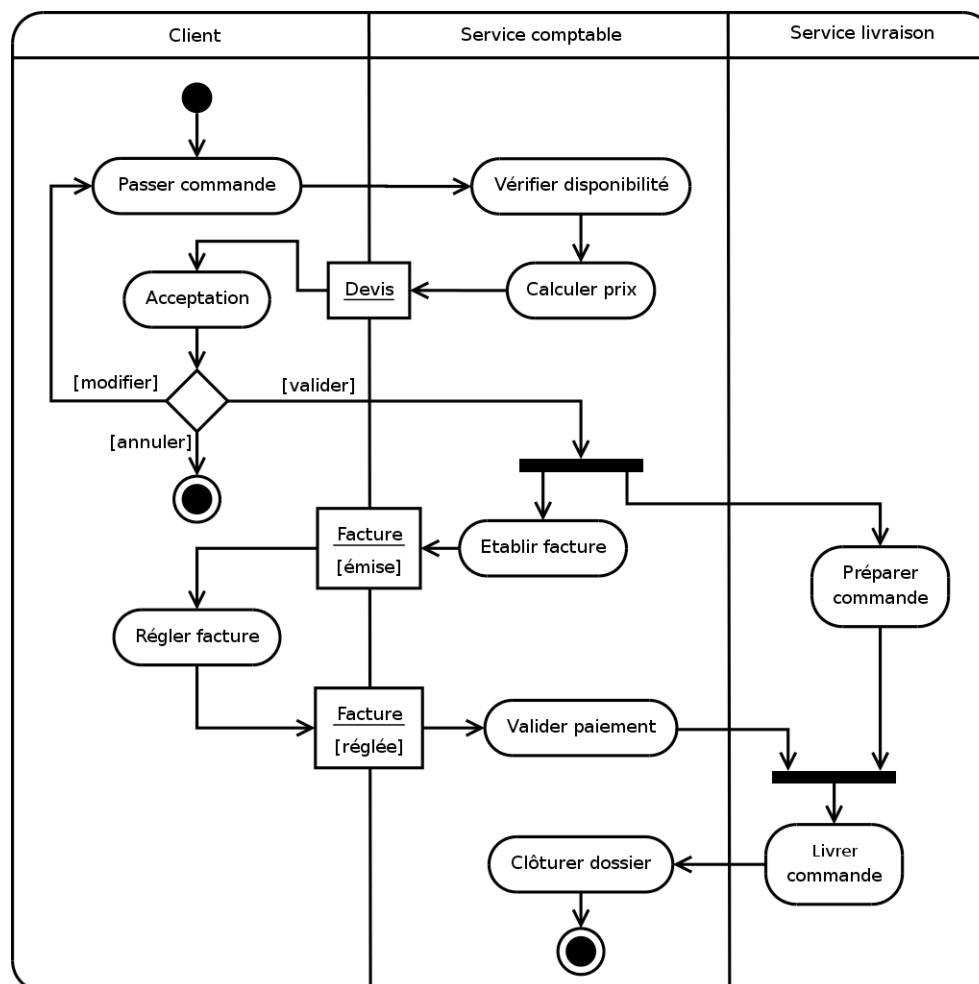 Client
Service comptable
Service livraison
Passer commande
Vérifier disponibilité
Acceptation
Devis
Calculer prix
[modifier]
[valider]
[annuler]
Facture
[émise]
Etablir facture
Préparer
commande
Régler facture
Facture
[réglée]
Valider paiement
Clôturer dossier
Livrer
commande